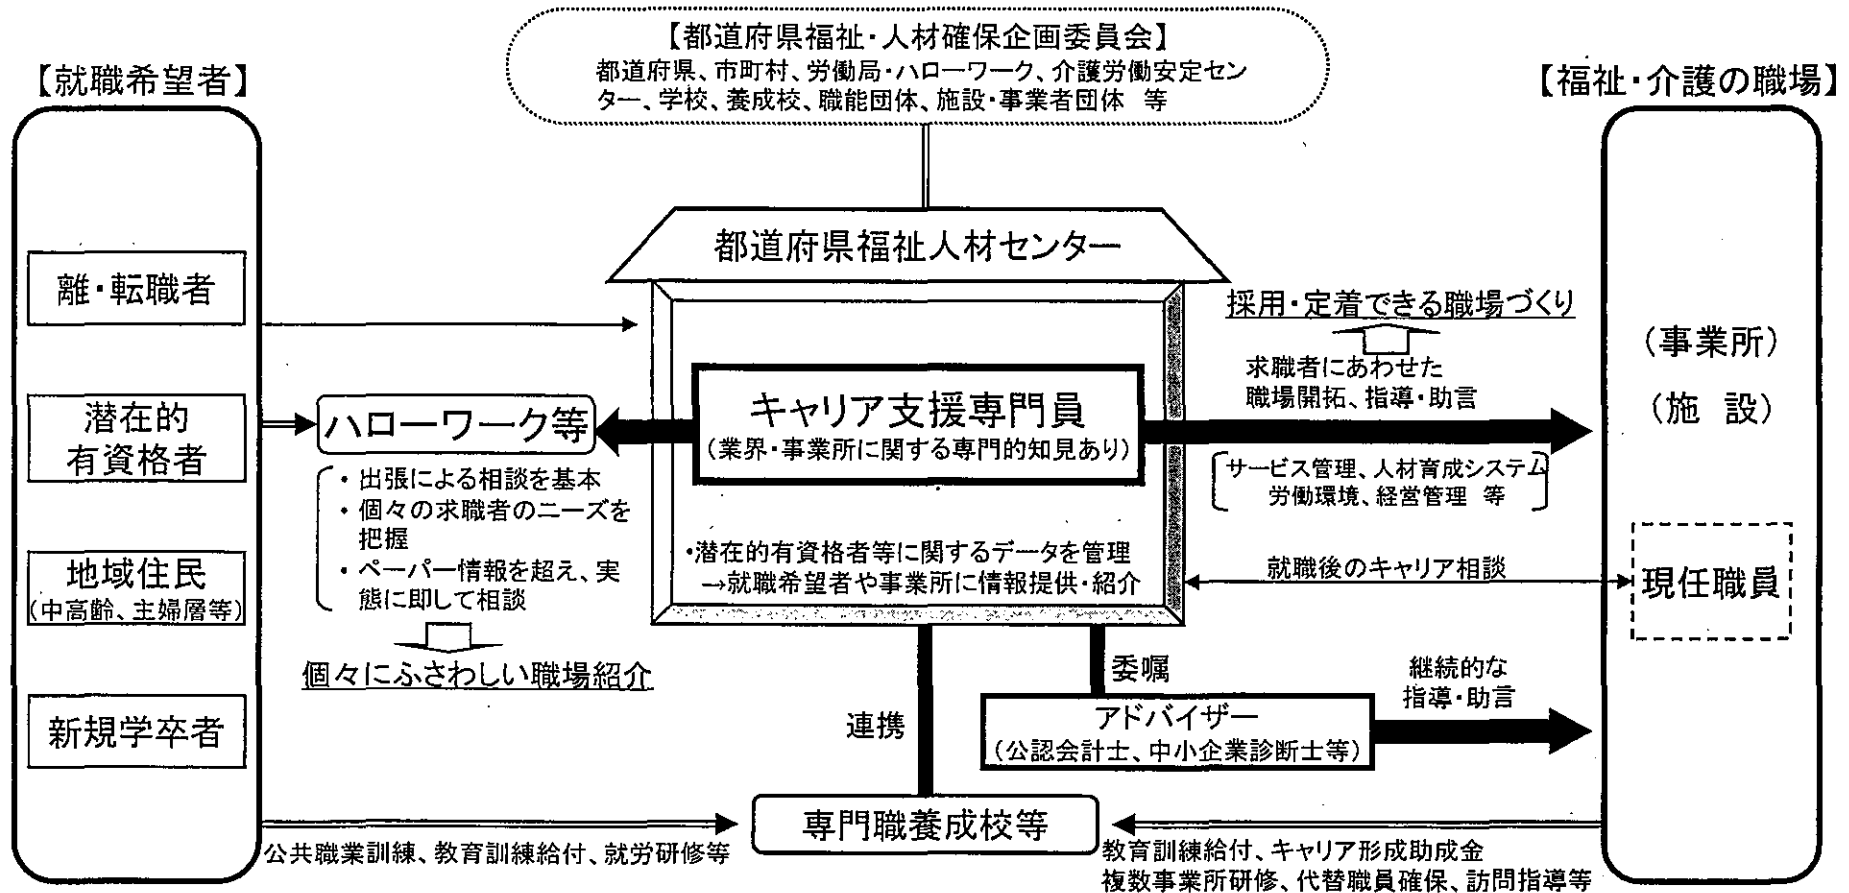 【都道府県福祉・人材確保企画委員会】
都道府県、市町村、労働局・ハローワーク、介護労働安定セン
ター、学校、養成校、職能団体、施設・事業者団体 等
【就職希望者】
離・転職者
潜在的
有資格者
地域住民
(中高齢、主婦層等)
新規学卒者
都道府県福祉人材センター
キャリア支援専門員
(業界・事業所に関する専門的知見あり)
・潜在的有資格者等に関するデータを管理
→就職希望者や事業所に情報提供・紹介
ハローワーク等
・出張による相談を基本
・個々の求職者のニーズを
把握
・ペーパー情報を超え、実
態に即して相談
個々にふさわしい職場紹介
採用・定着できる職場づくり
求職者にあわせた
職場開拓、指導・助言
サービス管理、人材育成システム
労働環境、経営管理 等
就職後のキャリア相談
【福祉・介護の職場】
(事業所)
(施 設)
現任職員
連携
委嘱
アドバイザー
(公認会計士、中小企業診断士等)
継続的な
指導・助言
専門職養成校等
公共職業訓練、教育訓練給付、就労研修等
教育訓練給付、キャリア形成助成金
複数事業所研修、代替職員確保、訪問指導等